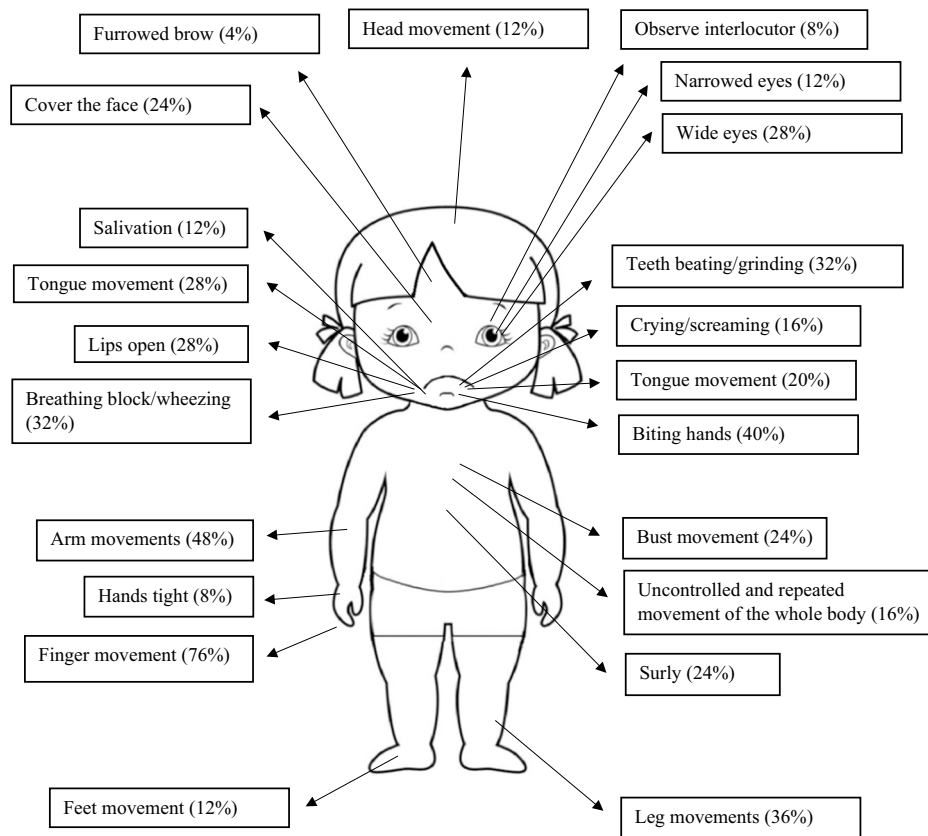 Furrowed brow (4%)
Head movement (12%)
Observe interlocutor (8%)
Cover the face (24%)
Narrowed eyes (12%)
Wide eyes (28%)
Salivation (12%)
Tongue movement (28%)
Lips open (28%)
Breathing block/wheezing
(32%)
Teeth beating/grinding (32%)
Crying/screaming (16%)
Tongue movement (20%)
Biting hands (40%)
Arm movements (48%)
Hands tight (8%)
Finger movement (76%)
Bust movement (24%)
Uncontrolled and repeated
movement of the whole body (16%)
Surly (24%)
Feet movement (12%)
Leg movements (36%)